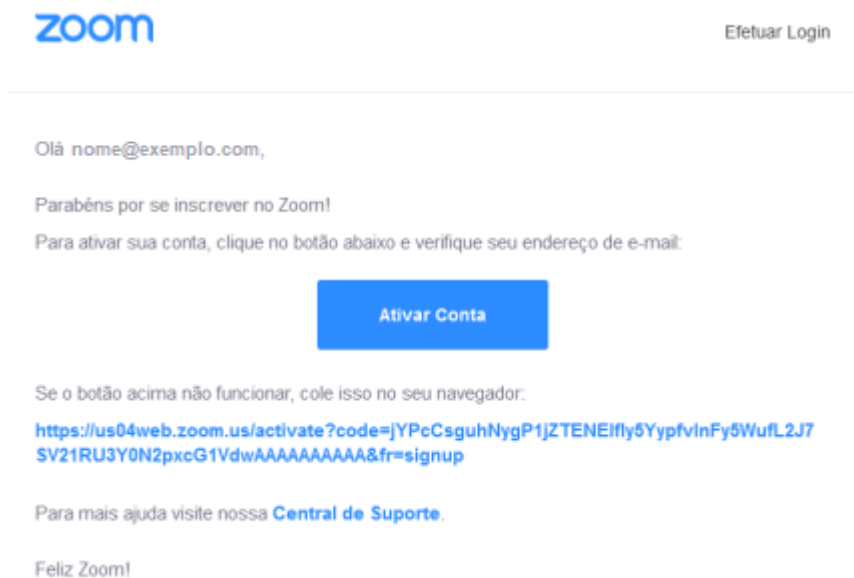 zoom
Efetuar Login
Olá nome@exemplo.com,
Parabéns por se inscrever no Zoom!
Para ativar sua conta, clique no botão abaixo e verifique seu endereço de e-mail:
Ativar Conta
Se o botão acima não funcionar, cole isso no seu navegador:
https://us04web.zoom.us/activate?code=jYPcCsguhNygP1jZTENEIfIy5YypfvInFy5WufL2J7
SV21RU3Y0N2pxcG1VdwAAAAAAAAAA&fr=signup
Para mais ajuda visite nossa Central de Suporte.
Feliz Zoom!